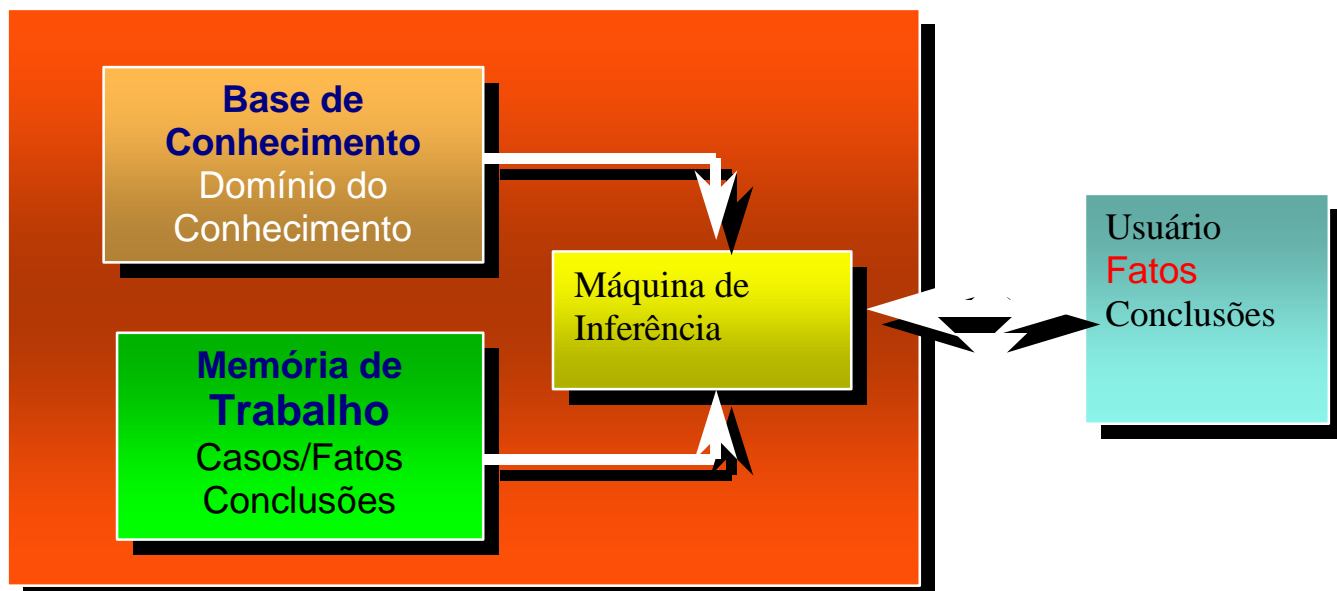 Base de
Conhecimento
Domínio do
Conhecimento
Memória de
Trabalho
Casos/Fatos
Conclusões
Máquina de
Inferência
Usuário
Fatos
Conclusões